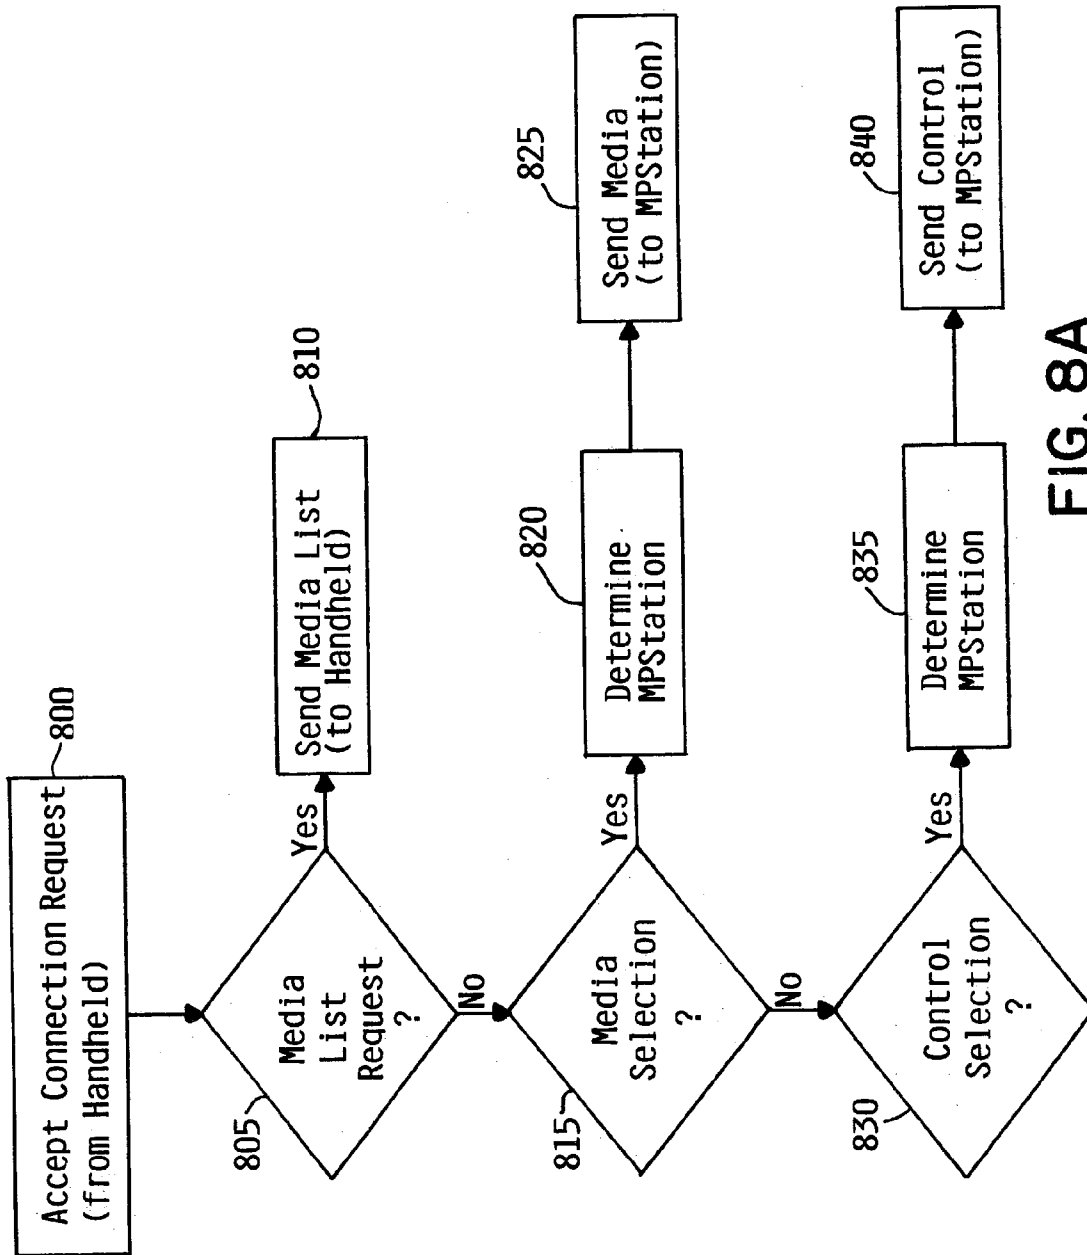 Accept Connection Request
(from Handheld)
800
Media
List
Request
?
805
Yes
Send Media List
(to Handheld)
810
No
Media
Selection
?
815
Yes
Determine
MPStation
820
Send Media
(to MPStation)
825
No
Control
Selection
?
830
Yes
Determine
MPStation
835
Send Control
(to MPStation)
840
FIG. 8A